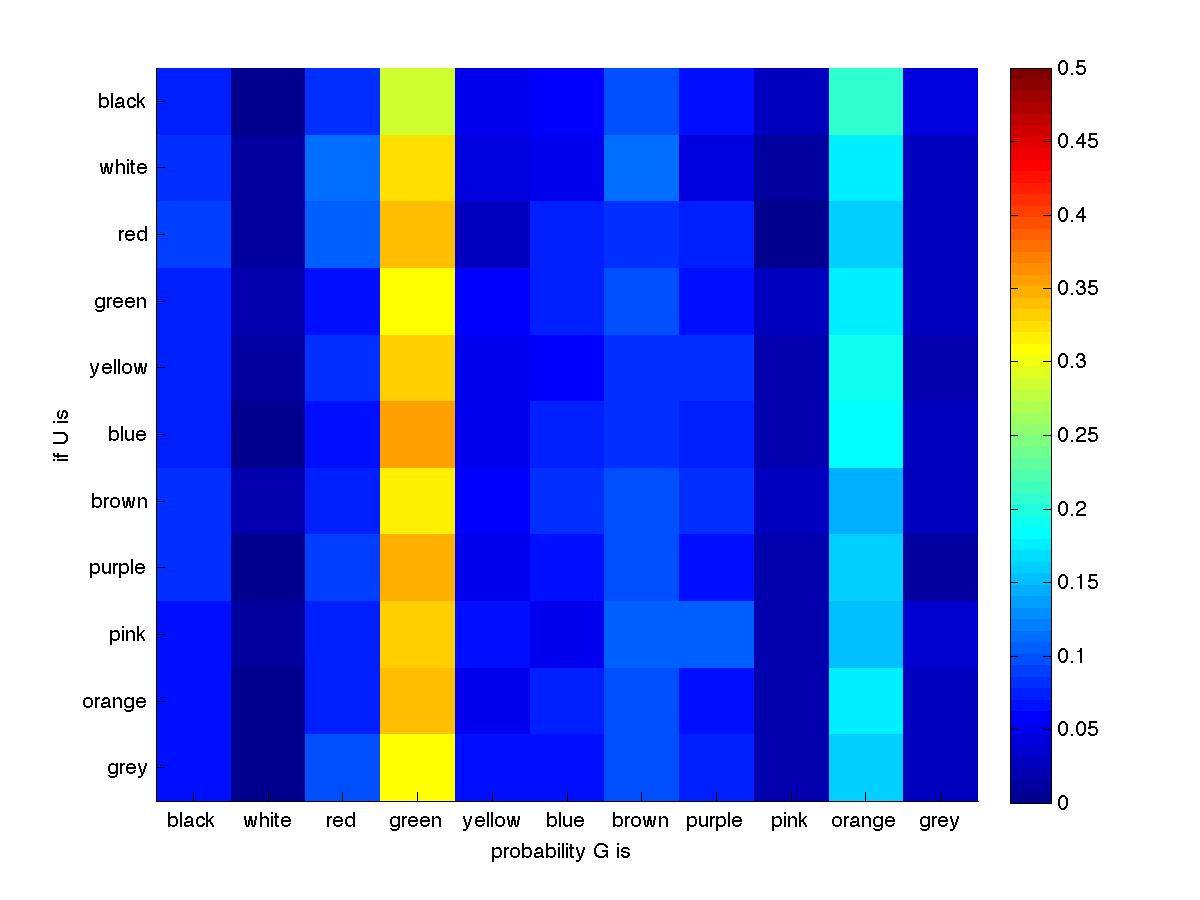 0.5
black
0.45
white
0.4
red
0.35
green
0.3
yellow
0.25
if U is
blue
0.2
brown
0.15
purple
0.1
pink
0.05
orange
grey
0
black white red green yellow blue brown purple pink orange grey
probability G is